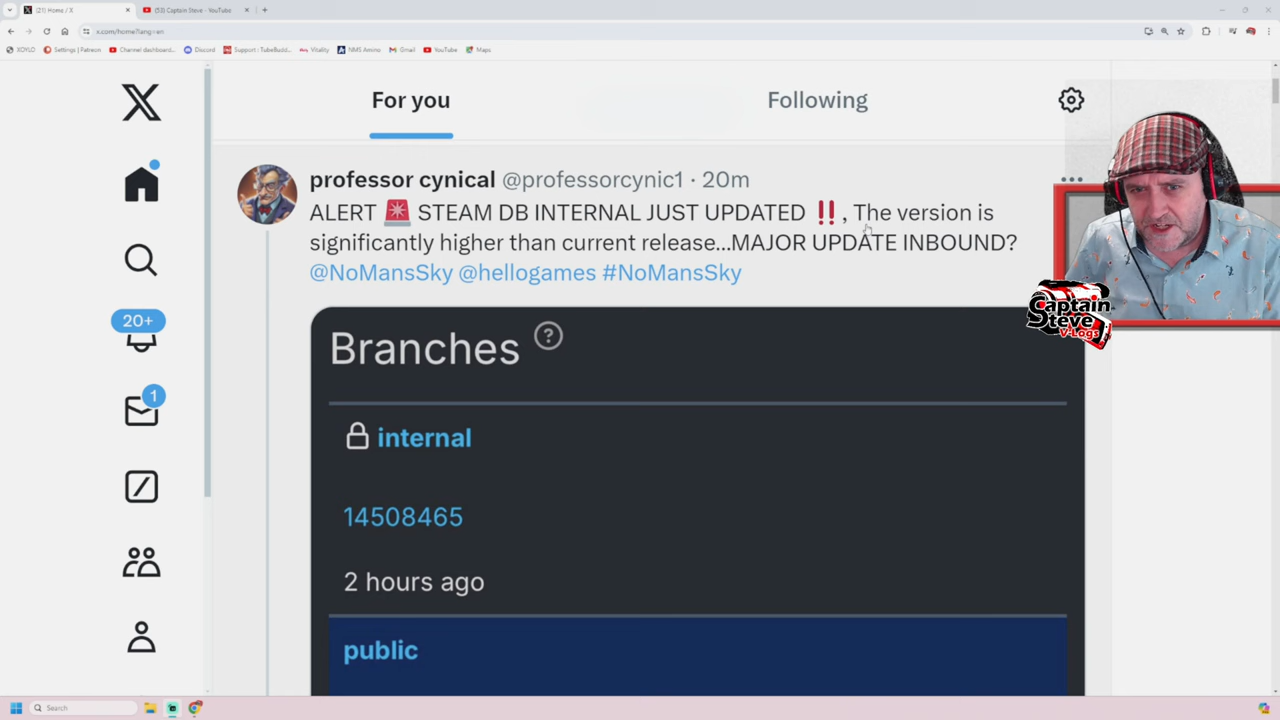 (21) Home / X
(53) Captain Steve - YouTube
x.com/home?lang=en
XOYLO
Settings | Patreon
Channel dashboard...
Discord
Support : TubeBudd...
Vitality
NMS Amino
Gmail
YouTube
Maps
For you
Following
professor cynical @professorcynic1 · 20m
ALERT 🚨 STEAM DB INTERNAL JUST UPDATED ‼️, The version is
significantly higher than current release...MAJOR UPDATE INBOUND?
@NoMansSky @hellogames #NoMansSky
20+
1
Branches ?
internal
14508465
2 hours ago
public
Captain
Steve
V-Logs
Search